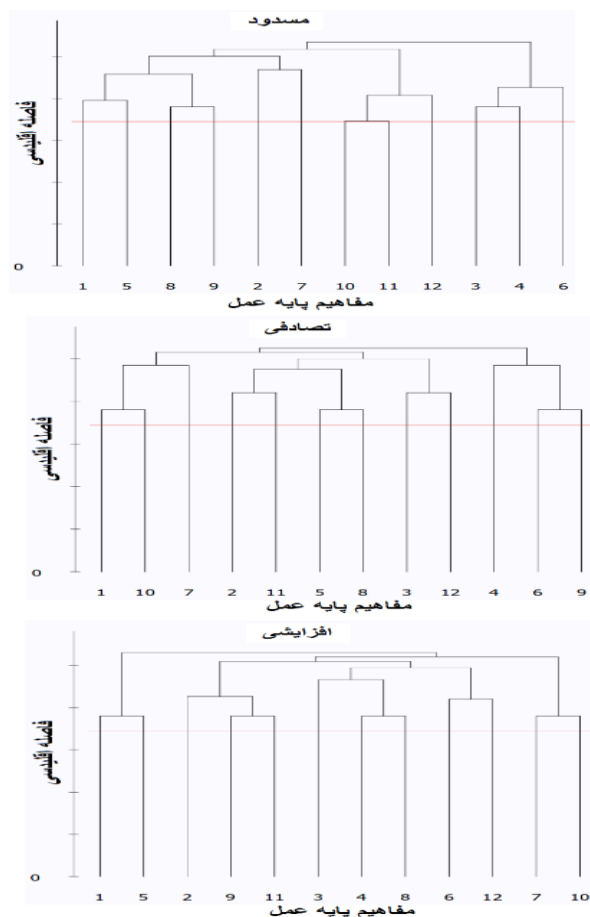 مسدود
فاصله اقلیدسی
0
1 5 8 9 2 7 10 11 12 3 4 6
مفاهیم پایه عمل
تصادفی
فاصله اقلیدسی
0
1 10 7 2 11 5 8 3 12 4 6 9
مفاهیم پایه عمل
افزایشی
فاصله اقلیدسی
0
1 5 2 9 11 3 4 8 6 12 7 10
مفاهیم پایه عمل